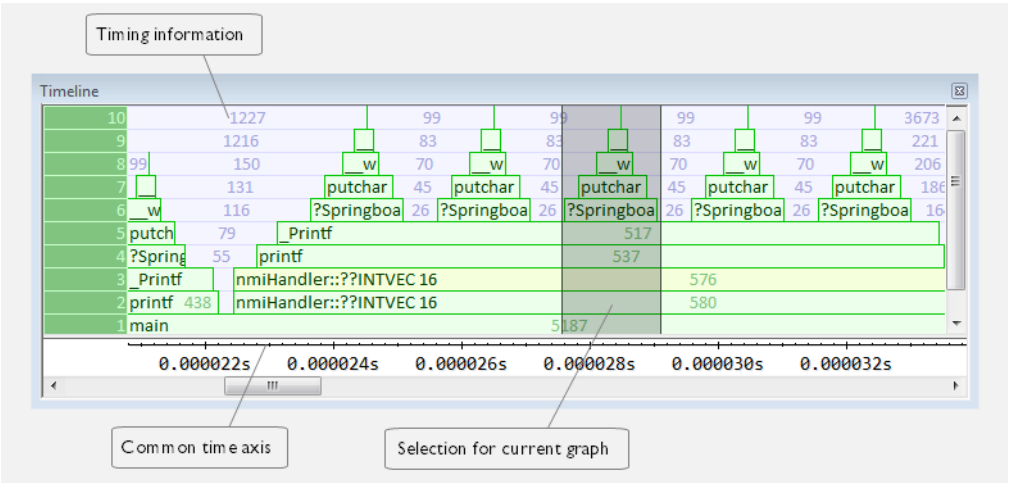 Timing information
Timeline
10 1227 99 99 99 99 3673
9 1216 83 83 83 83 221
8 99 150 __w 70 __w 70 __w 70 __w 70 __w 206
7 131 putchar 45 putchar 45 putchar 45 putchar 45 putchar 186
6 __w 116 ?Springboa 26 ?Springboa 26 ?Springboa 26 ?Springboa 26 ?Springboa 16
5 putch 79 _Printf 517
4 ?Spring 55 printf 537
3 _Printf nmiHandler::??INTVEC 16 576
2 printf 438 nmiHandler::??INTVEC 16 580
1 main 5187
0.000022s 0.000024s 0.000026s 0.000028s 0.000030s 0.000032s
Common time axis
Selection for current graph